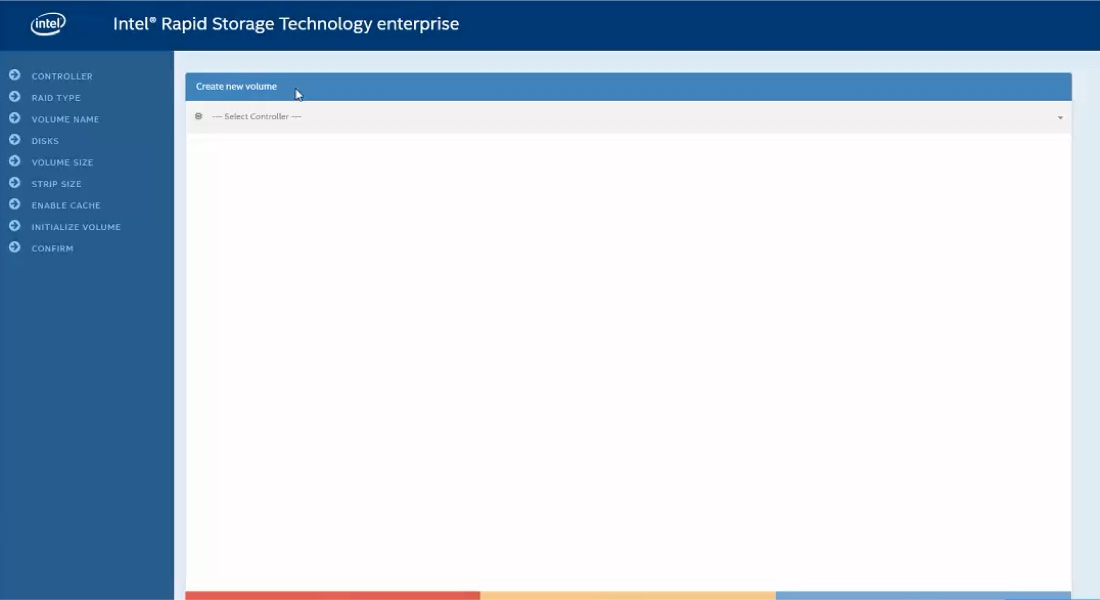 intel
Intel® Rapid Storage Technology enterprise
CONTROLLER
RAID TYPE
VOLUME NAME
DISKS
VOLUME SIZE
STRIP SIZE
ENABLE CACHE
INITIALIZE VOLUME
CONFIRM
Create new volume
--- Select Controller ---